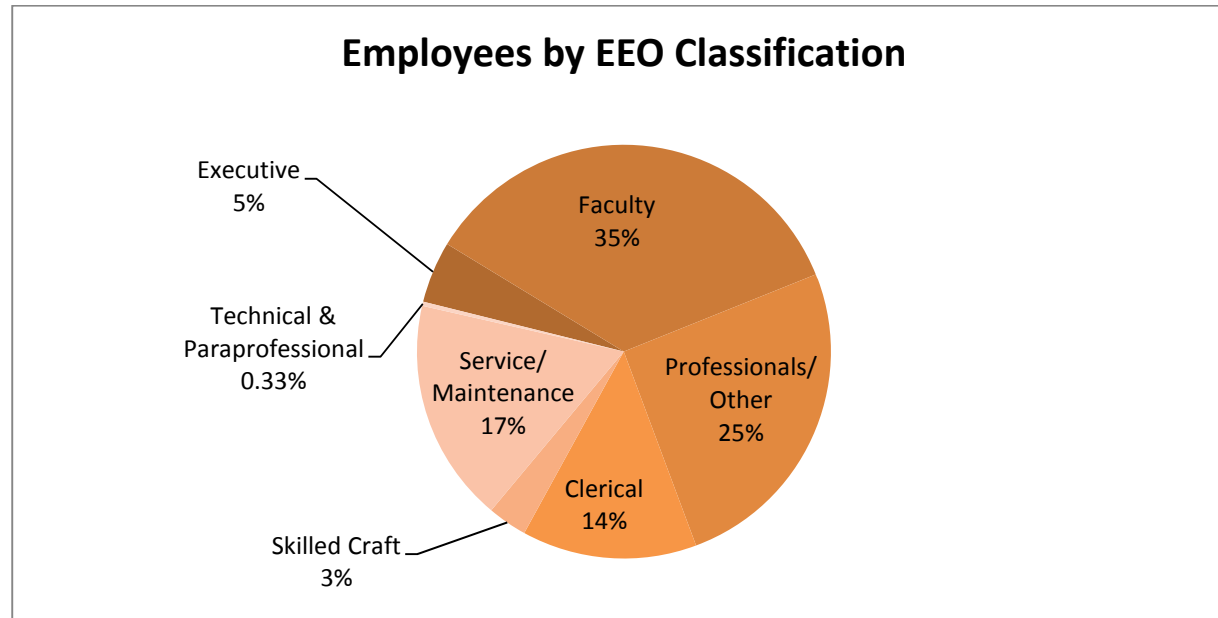 Employees by EEO Classification
Executive
5%
Faculty
35%
Technical &
Paraprofessional
0.33%
Service/
Maintenance
17%
Professionals/
Other
25%
Clerical
14%
Skilled Craft
3%